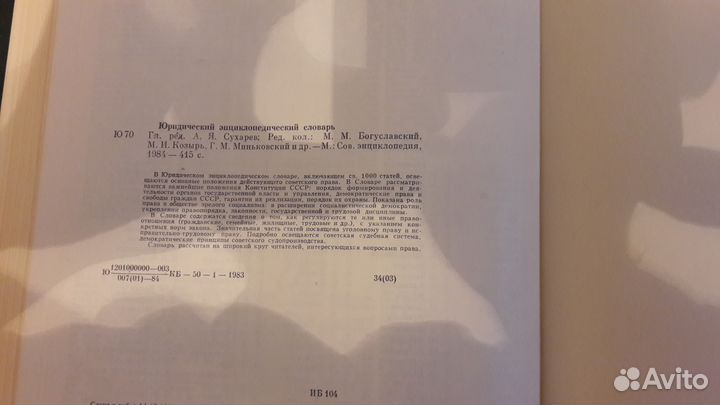 Юридический энциклопедический словарь
Ю 70 Гл. ред. А. Я. Сухарев; Ред. кол.: М. М. Богуславский,
М. И. Козырь, Г. М. Миньковский и др. — М.: Сов. энциклопедия,
1984 — 415 с.
В Юридическом энциклопедическом словаре, включающем св. 1000 статей, осве-
щаются основные положения действующего советского права. В Словаре рассматри-
ваются важнейшие положения Конституции СССР: порядок формирования и дея-
тельности органов государственной власти и управления, демократические права и
свободы граждан СССР, гарантии их реализации, порядок их охраны. Показана роль
права в обществе зрелого социализма: в расширении социалистической демократии,
укреплении правопорядка, законности, государственной и трудовой дисциплины.
В Словаре содержатся сведения о том, как регулируются те или иные право-
отношения (гражданские, семейные, жилищные, трудовые и др.), с указанием кон-
кретных норм закона. Значительная часть статей посвящена уголовному праву и ис-
правительно-трудовому праву. Подробно освещаются советская судебная система,
демократические принципы советского судопроизводства.
Словарь рассчитан на широкий круг читателей, интересующихся вопросами права.
Ю 1201000000—003
007(01)—84 КБ — 50 — 1 — 1983 34(03)
ИБ 104
Avito